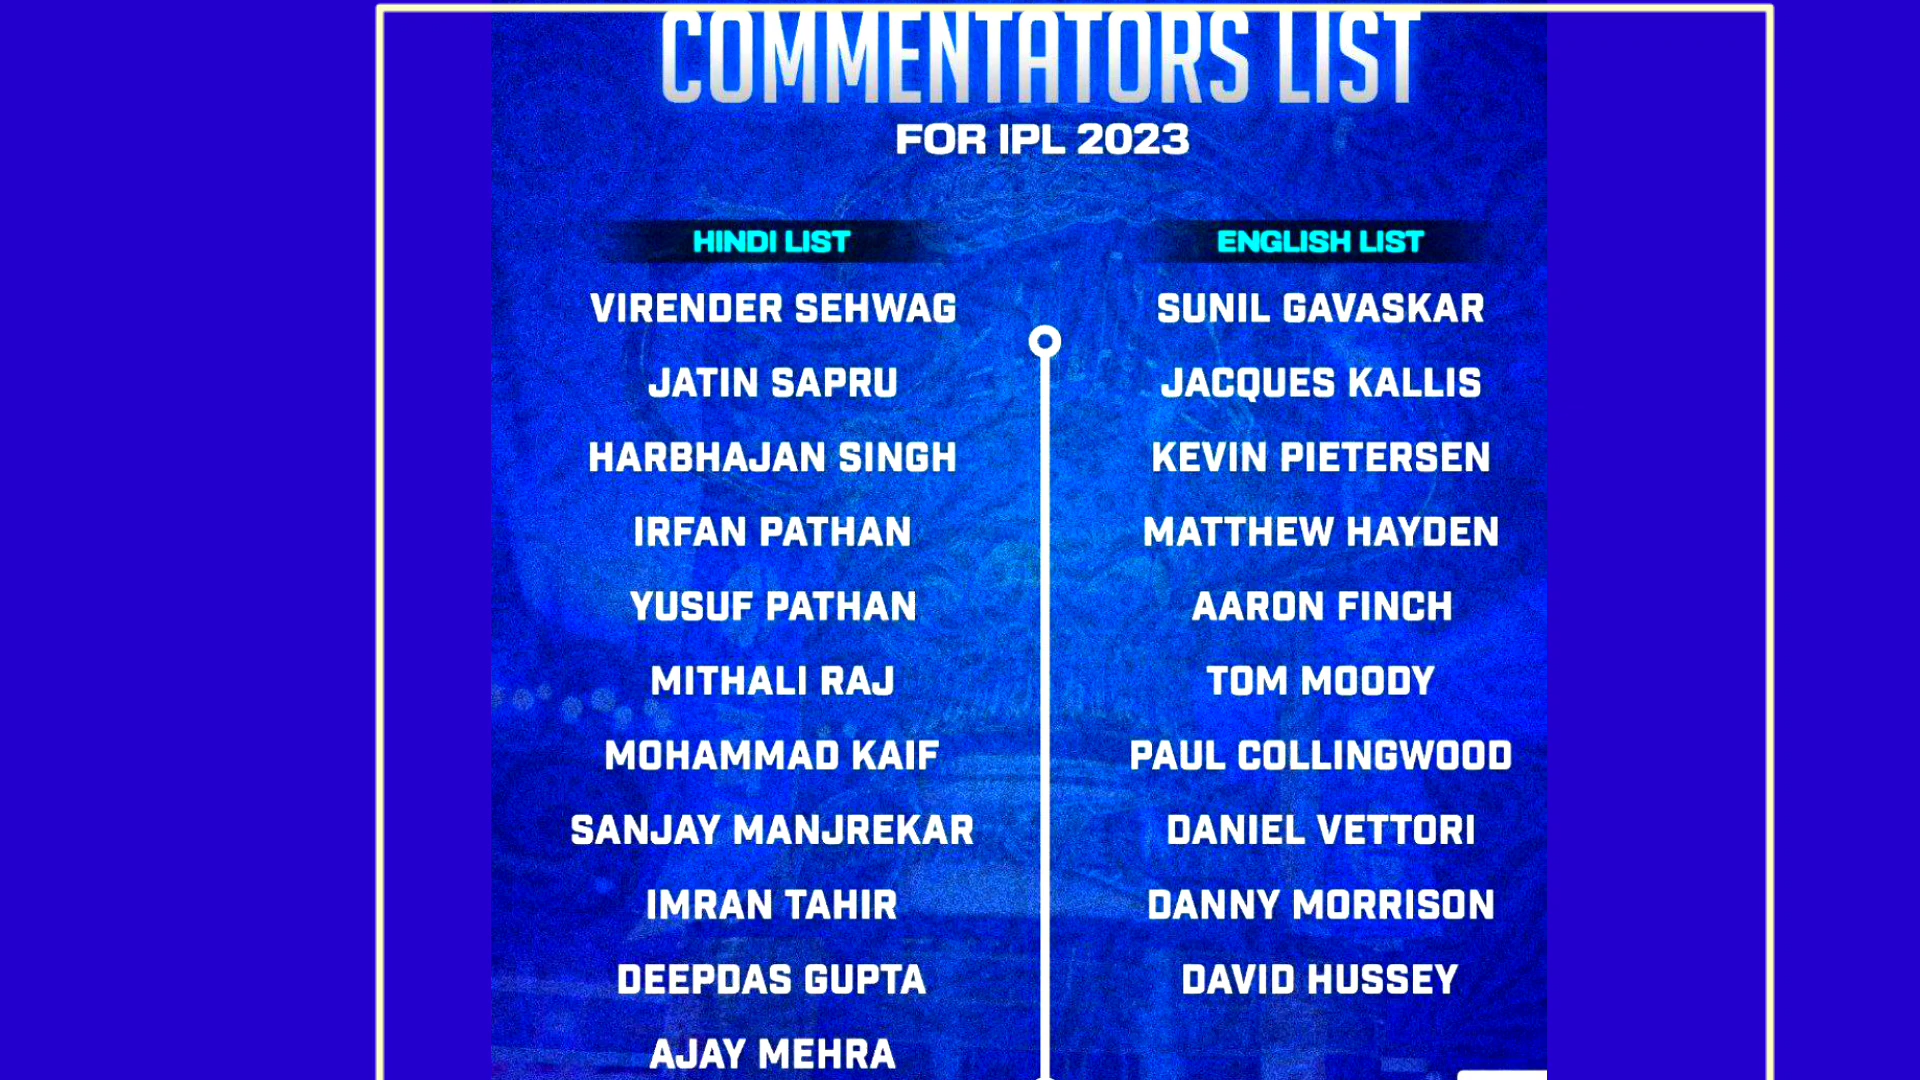 COMMENTATORS LIST
FOR IPL 2023
HINDI LIST
VIRENDER SEHWAG
JATIN SAPRU
HARBHAJAN SINGH
IRFAN PATHAN
YUSUF PATHAN
MITHALI RAJ
MOHAMMAD KAIF
SANJAY MANJREKAR
IMRAN TAHIR
DEEPDAS GUPTA
AJAY MEHRA
ENGLISH LIST
SUNIL GAVASKAR
JACQUES KALLIS
KEVIN PIETERSEN
MATTHEW HAYDEN
AARON FINCH
TOM MOODY
PAUL COLLINGWOOD
DANIEL VETTORI
DANNY MORRISON
DAVID HUSSEY